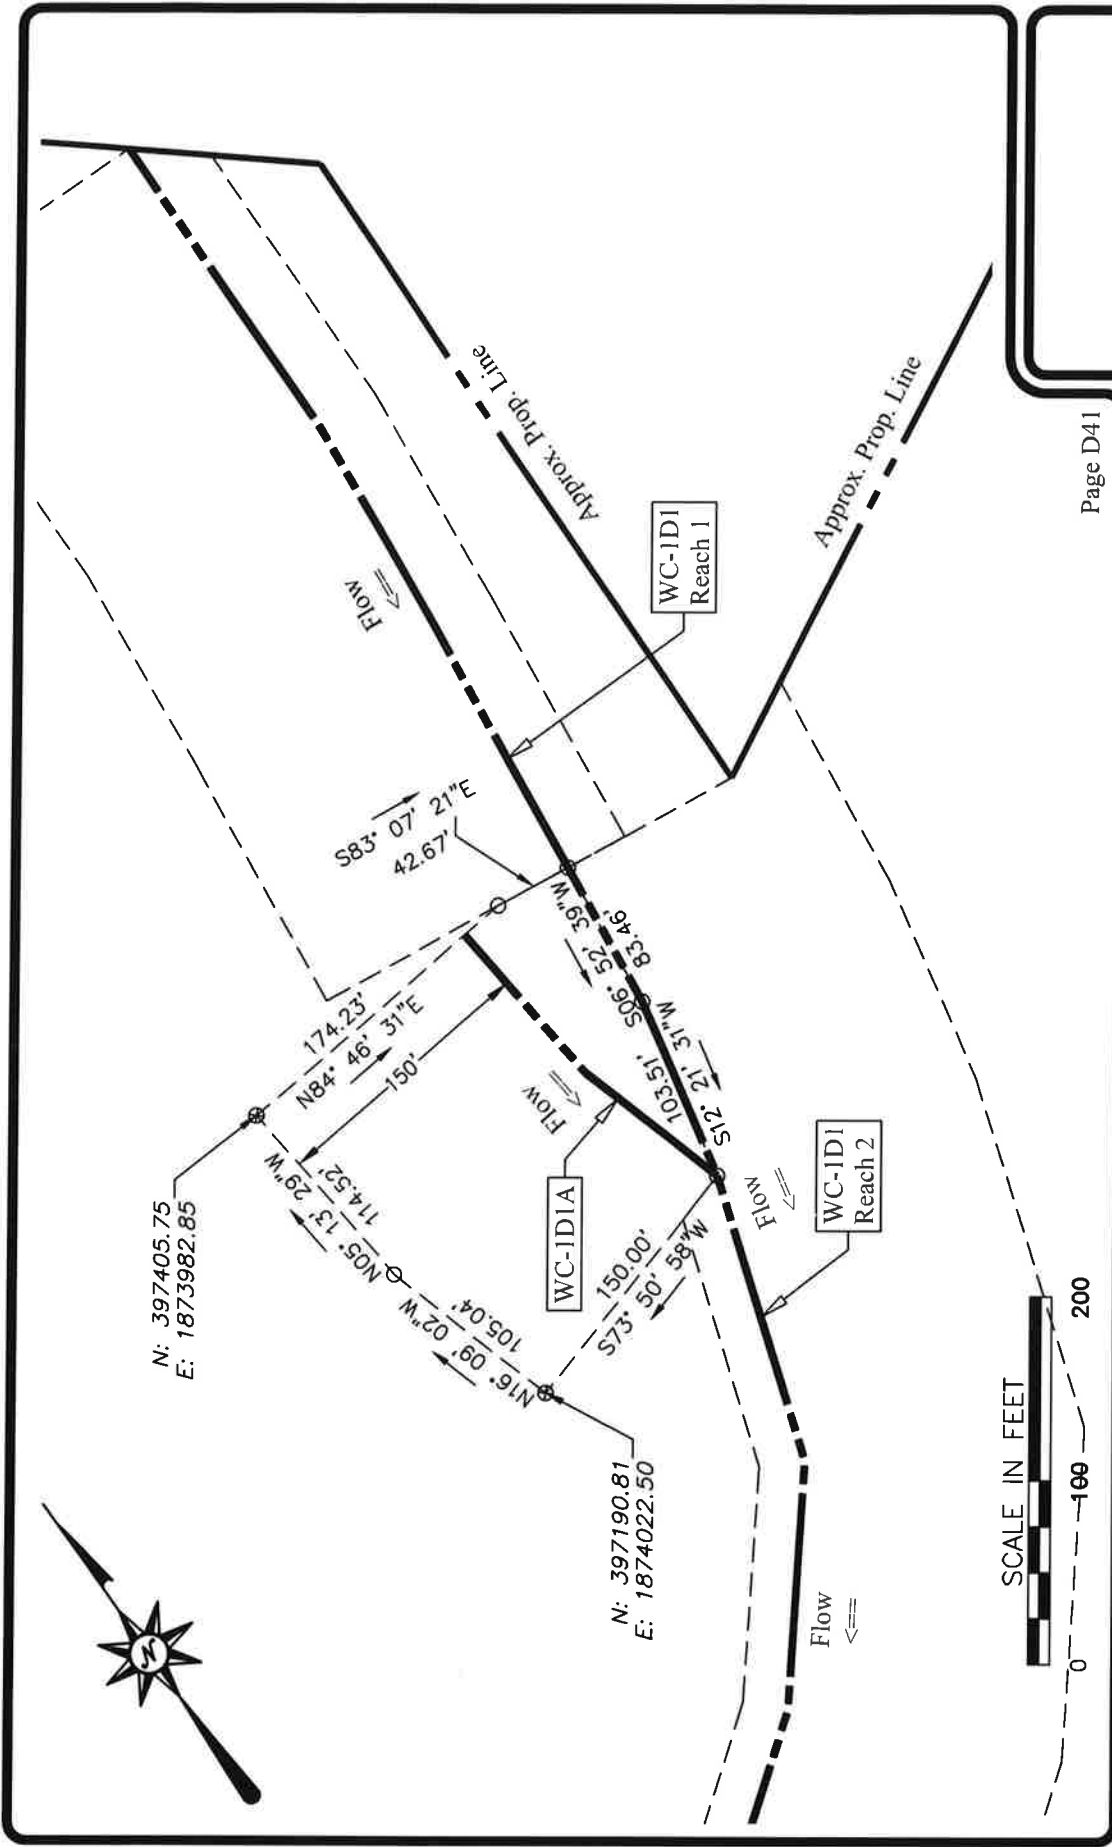 N: 397405.75
E: 1873982.85
N: 397190.81
E: 1874022.50
N
SCALE IN FEET
0
100
200
Flow
<==
WC-1D1
Reach 2
Flow
<==
WC-1D1A
Flow
<==
S73° 50' 58"W
150.00'
N16° 09' 02"W
105.04'
N05° 13' 29"W
114.52'
150'
N84° 46' 31"E
174.23'
S83° 07' 21"E
42.67'
S06° 52' 39"W
83.46'
S12° 21' 31"W
103.51'
Flow
<==
WC-1D1
Reach 1
Approx. Prop. Line
Approx. Prop. Line
Page D41